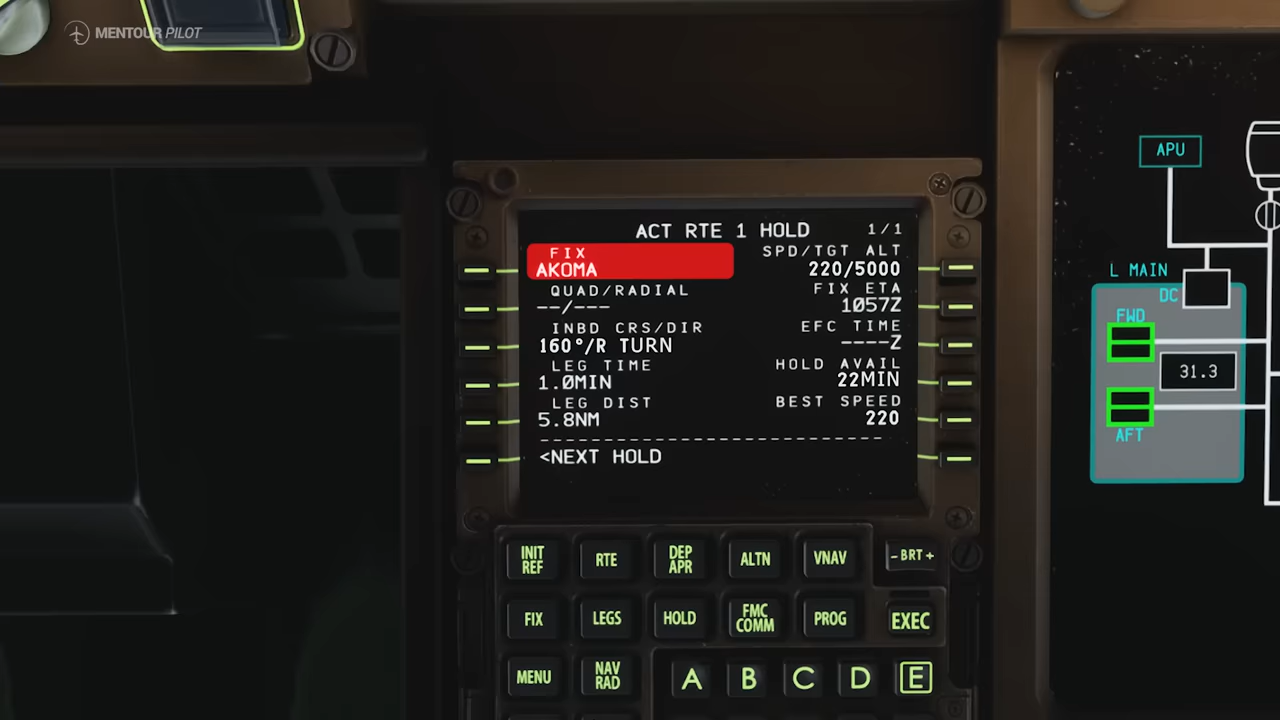 MENTOUR PILOT
ACT RTE 1 HOLD 1/1
FIX SPD/TGT ALT
AKOMA 220/5000
QUAD/RADIAL FIX ETA
--/--- 1057Z
INBD CRS/DIR EFC TIME
160°/R TURN ----Z
LEG TIME HOLD AVAIL
1.0MIN 22MIN
LEG DIST BEST SPEED
5.8NM 220
--------------------------------
<NEXT HOLD
INIT REF RTE DEP APR ALTN VNAV -BRT+
FIX LEGS HOLD FMC COMM PROG EXEC
MENU NAV RAD A B C D E
APU
L MAIN
DC
FWD
31.3
AFT